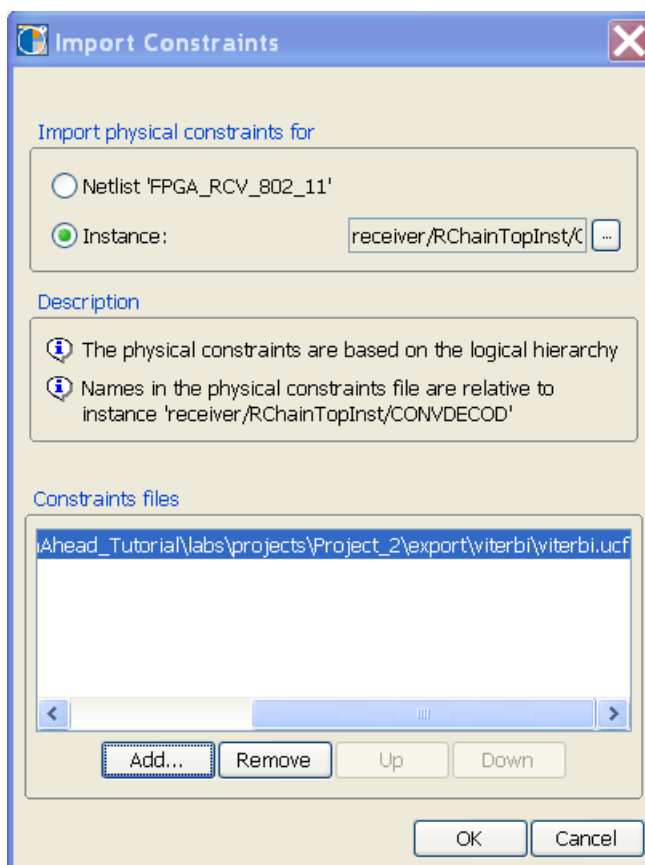 Import Constraints
Import physical constraints for
Netlist 'FPGA_RCV_802_11'
Instance: receiver/RChainTopInst/C ...
Description
The physical constraints are based on the logical hierarchy
Names in the physical constraints file are relative to
instance 'receiver/RChainTopInst/CONVDECOD'
Constraints files
Ahead_Tutorial\labs\projects\Project_2\export\viterbi\viterbi.ucf
Add... Remove Up Down
OK Cancel